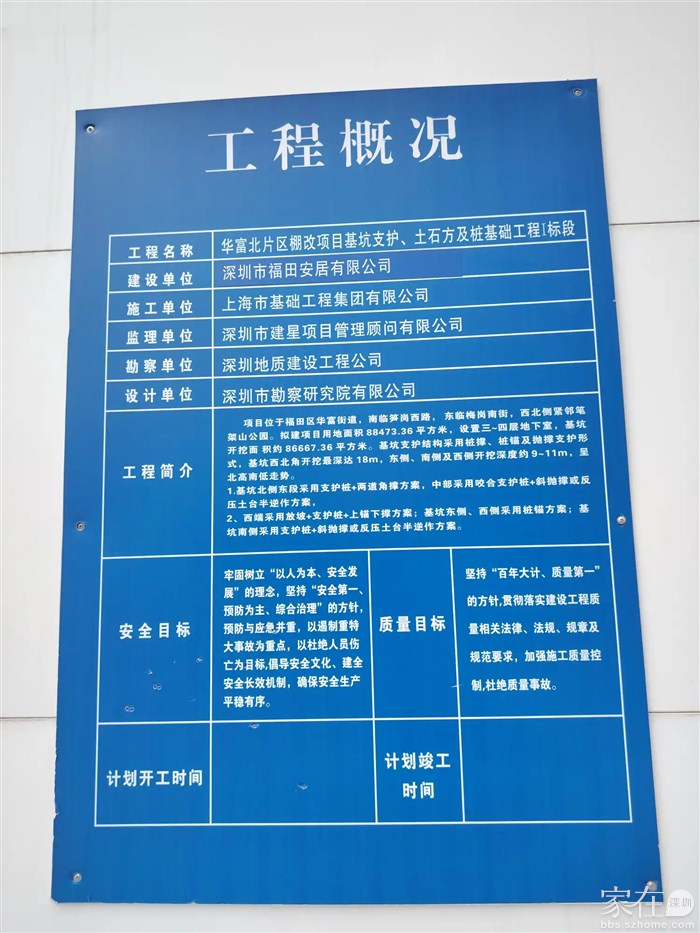 工程概况
工程名称
华富北片区棚改项目基坑支护、土石方及桩基础工程I标段
建设单位
深圳市福田安居有限公司
施工单位
上海市基础工程集团有限公司
监理单位
深圳市建星项目管理顾问有限公司
勘察单位
深圳地质建设工程公司
设计单位
深圳市勘察研究院有限公司
工程简介
项目位于福田区华富街道，南临笋岗西路，东临梅岗南街，西北侧紧邻笔
架山公园。拟建项目用地面积88473.36平方米，设置三~四层地下室，基坑
开挖面积约86667.36平方米。基坑支护结构采用桩撑、桩锚及抛撑支护形
式，基坑西北角开挖最深达18m，东侧、南侧及西侧开挖深度约9~11m，呈
北高南低走势。
1.基坑北侧东段采用支护桩+两道角撑方案，中部采用咬合支护桩+斜抛撑或反
压土台半逆作方案，
2、西端采用放坡+支护桩+上锚下撑方案；基坑东侧、西侧采用桩锚方案；基
坑南侧采用支护桩+斜抛撑或反压土台半逆作方案。
安全目标
牢固树立“以人为本、安全发
展”的理念，坚持“安全第一、
预防为主、综合治理”的方针，
预防与应急并重，以遏制重特
大事故为重点，以杜绝人员伤
亡为目标,倡导安全文化、建全
安全长效机制，确保安全生产
平稳有序。
质量目标
坚持“百年大计、质量第一”
的方针,贯彻落实建设工程质
量相关法律、法规、规章及
规范要求，加强施工质量控
制,杜绝质量事故。
计划开工时间
计划竣工
时间
家在深圳
bbs.szhome.com